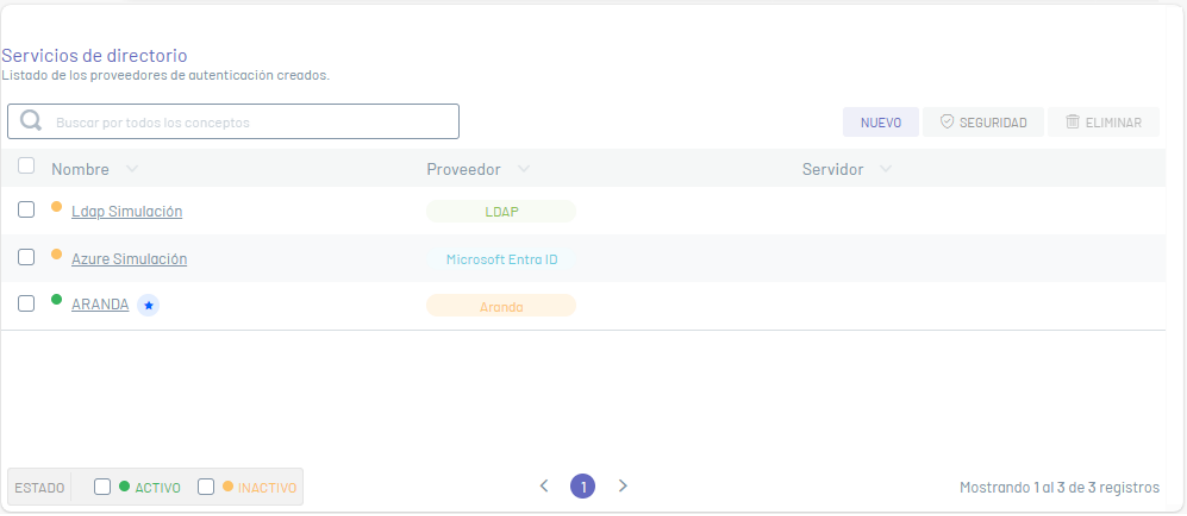 Servicios de directorio
Listado de los proveedores de autenticación creados.
Buscar por todos los conceptos
NUEVO SEGURIDAD ELIMINAR
Nombre Proveedor Servidor
Ldap Simulación LDAP
Azure Simulación Microsoft Entra ID
ARANDA Aranda
ESTADO ACTIVO INACTIVO 1 Mostrando 1 al 3 de 3 registros